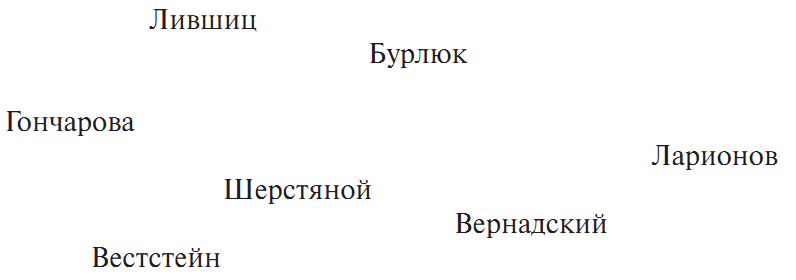 Лившиц
Бурлюк
Гончарова
Ларионов
Шерстяной
Вернадский
Вестстейн